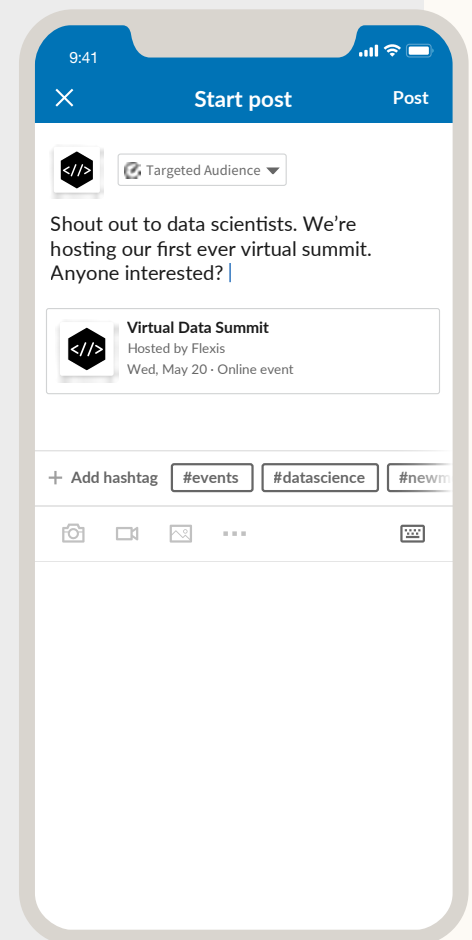 9:41
Start post
Post
</>
Targeted Audience
Shout out to data scientists. We’re
hosting our first ever virtual summit.
Anyone interested?
</>
Virtual Data Summit
Hosted by Flexis
Wed, May 20 · Online event
+ Add hashtag #events #datascience